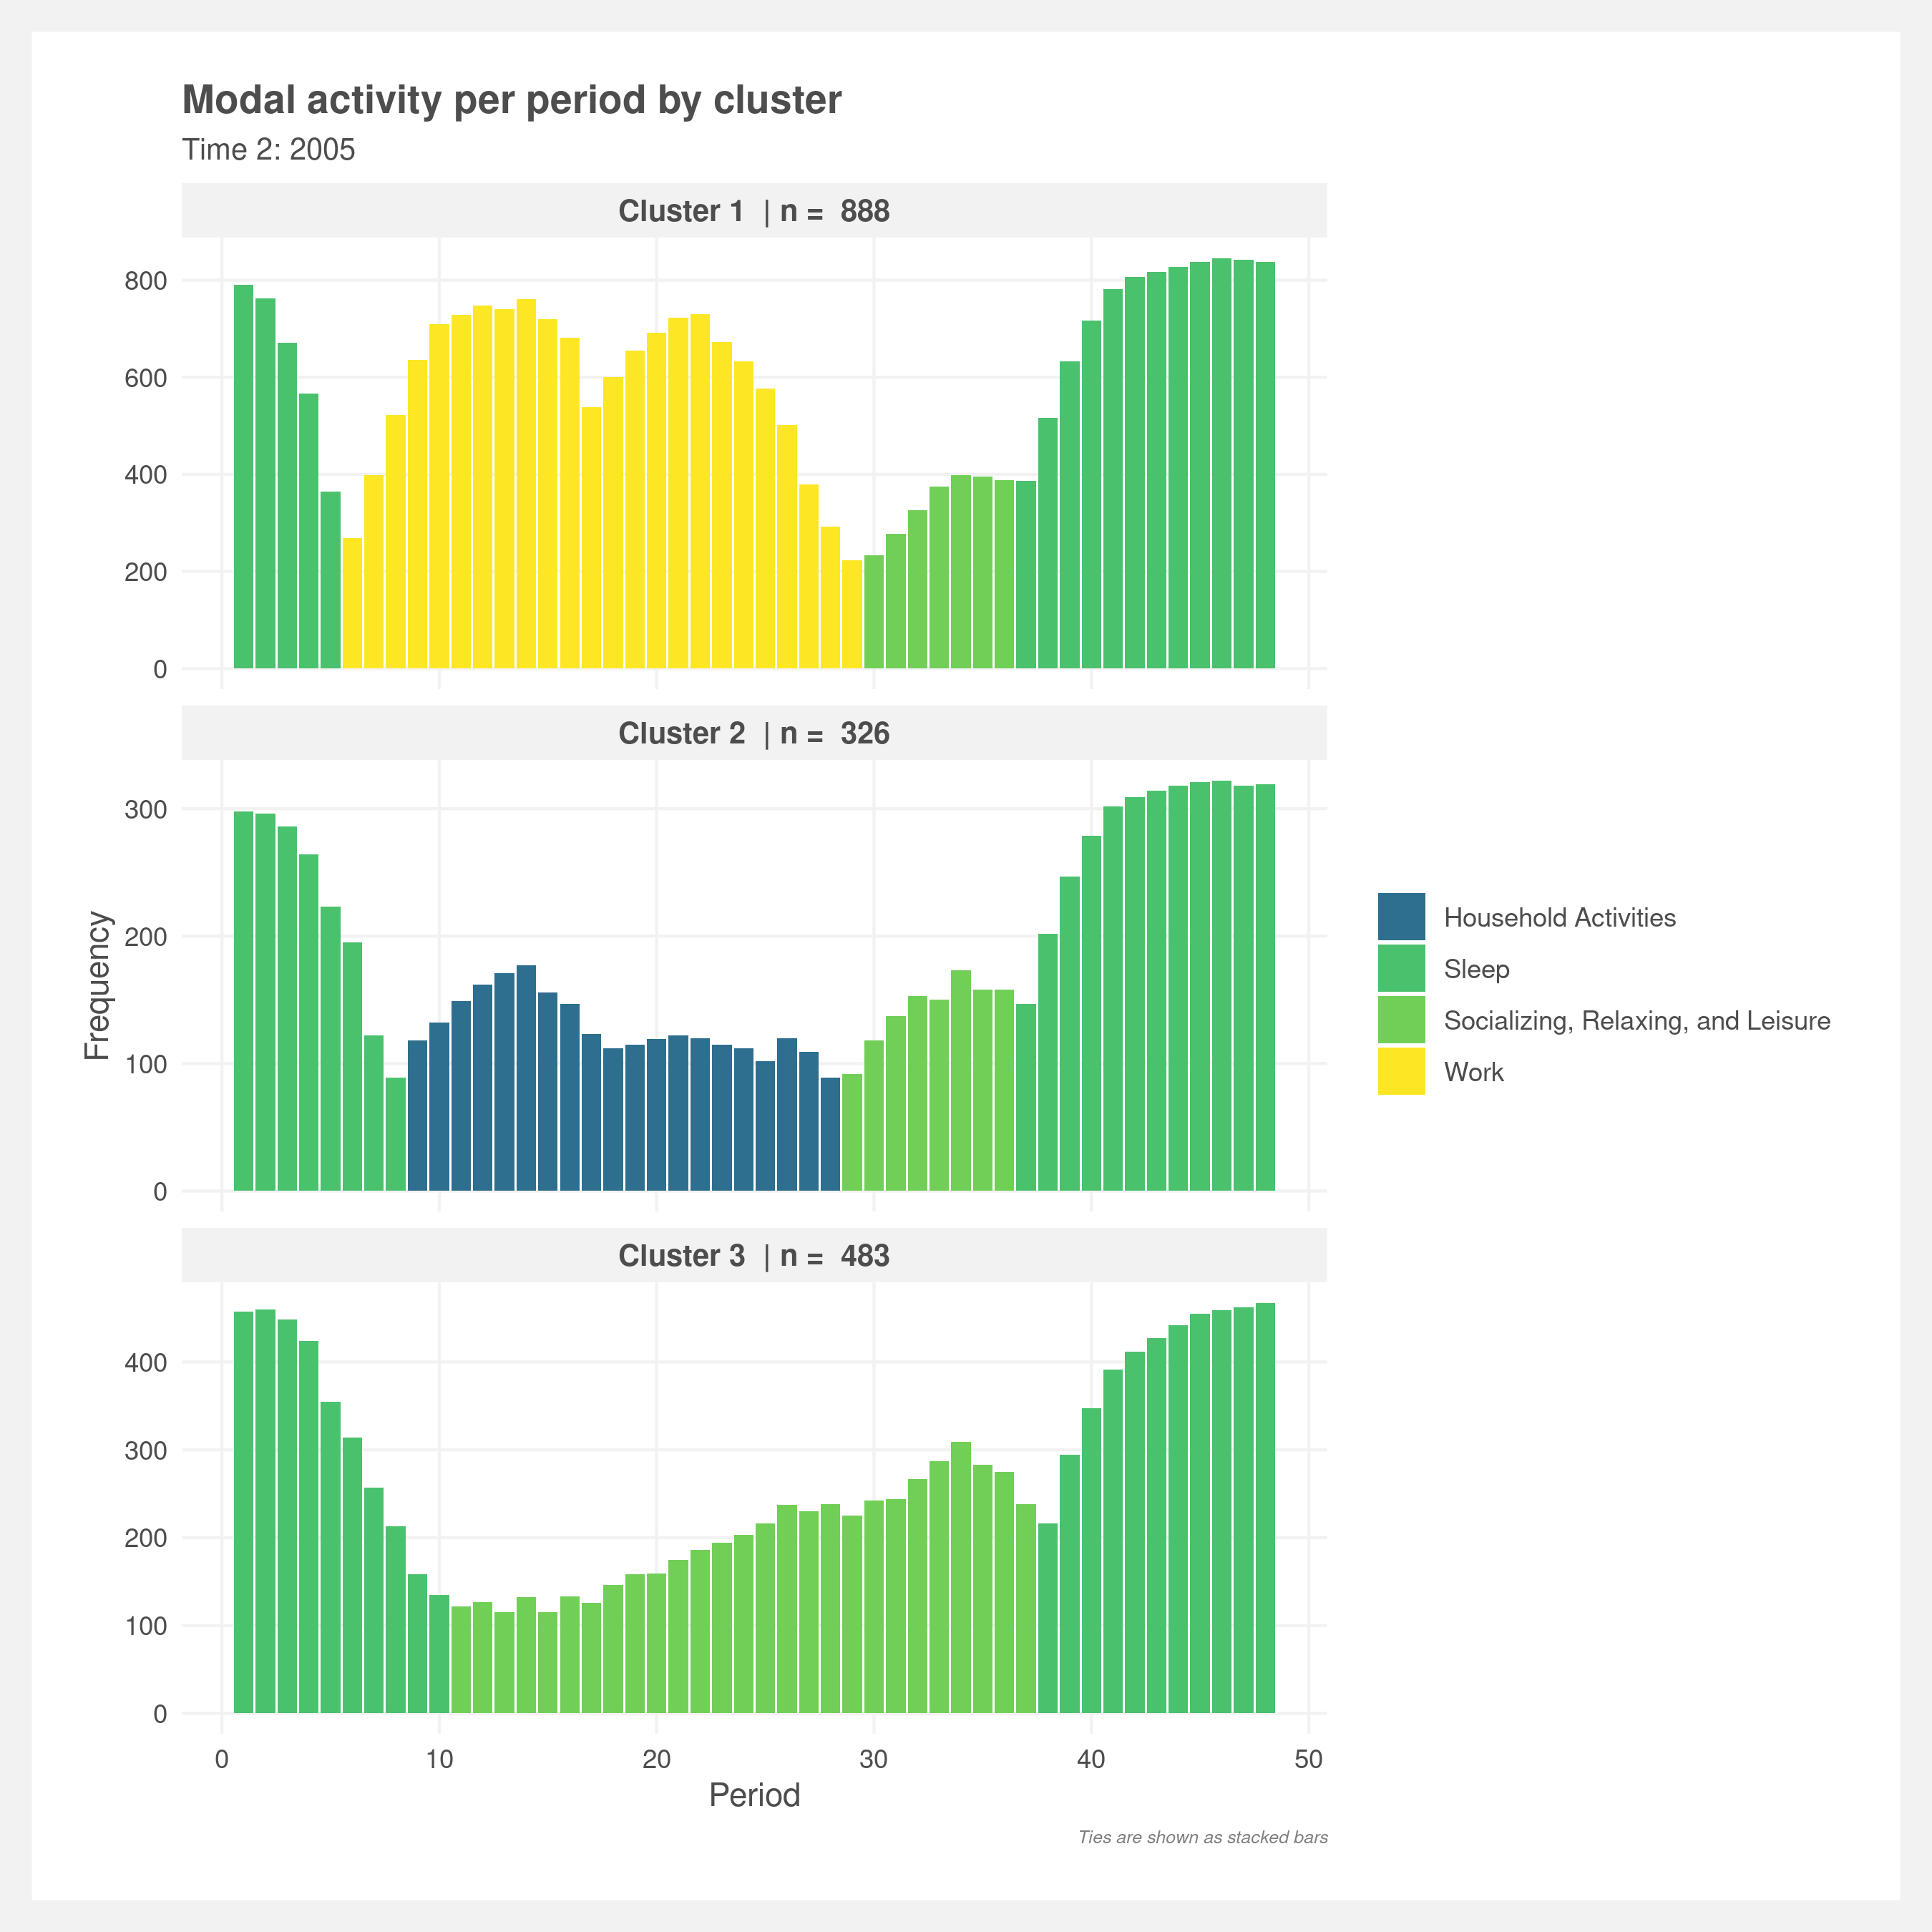 Modal activity per period by cluster
Time 2: 2005
Cluster 1 | n = 888
800
600
400
200
0
Cluster 2 | n = 326
300
200
100
0
Cluster 3 | n = 483
400
300
200
100
0
0 10 20 30 40 50
Period
Frequency
Household Activities
Sleep
Socializing, Relaxing, and Leisure
Work
Ties are shown as stacked bars